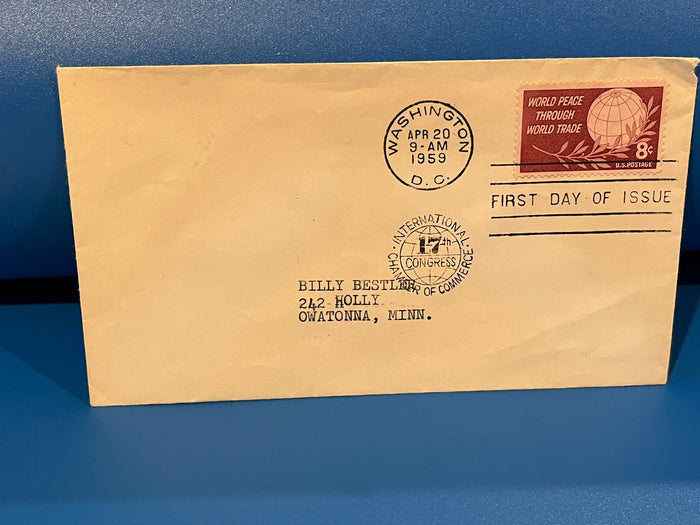 WORLD PEACE
THROUGH
WORLD TRADE
8¢
U.S. POSTAGE
WASHINGTON
APR 20
9-AM
1959
D.C.
FIRST DAY OF ISSUE
INTERNATIONAL
17th
CONGRESS
CHAMBER OF COMMERCE
BILLY
242 HOLLY
OWATONNA, MINN.